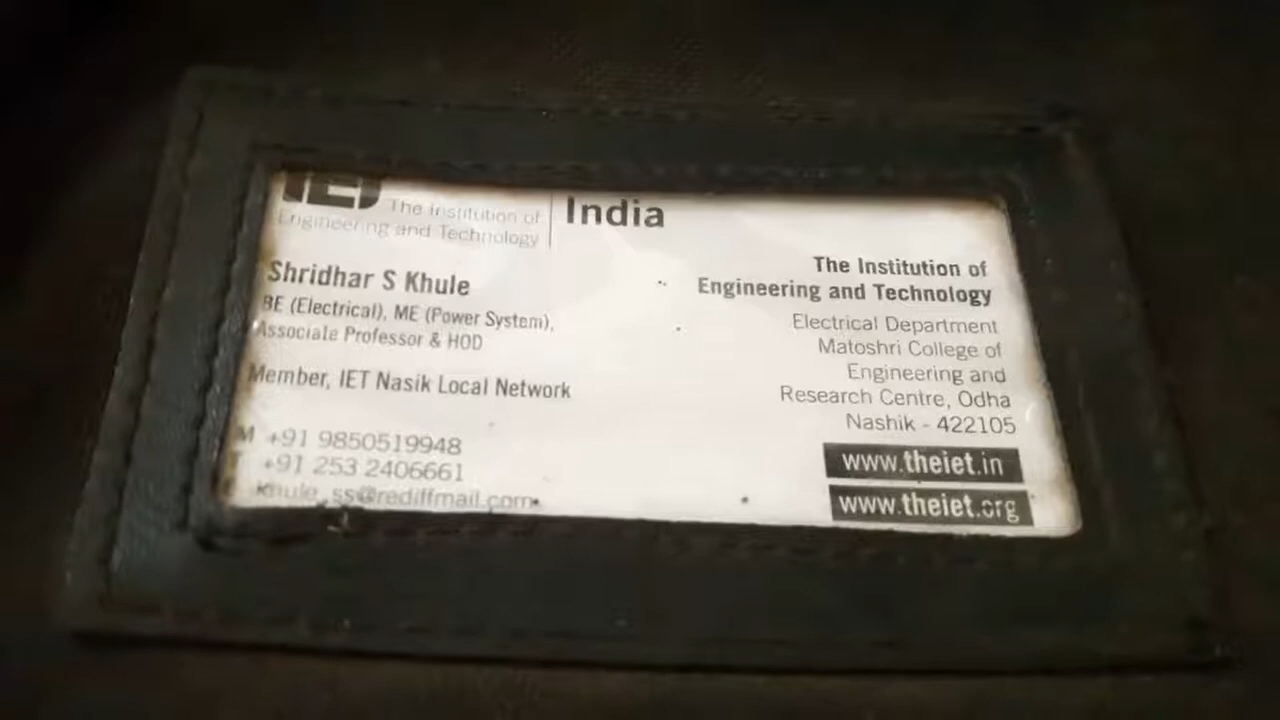 IET The Institution of
Engineering and Technology
India
Shridhar S Khule
BE (Electrical), ME (Power System),
Associate Professor & HOD
Member, IET Nasik Local Network
M +91 9850519948
T +91 253 2406661
khule_ss@rediffmail.com
The Institution of
Engineering and Technology
Electrical Department
Matoshri College of
Engineering and
Research Centre, Odha
Nashik - 422105
www.theiet.in
www.theiet.org